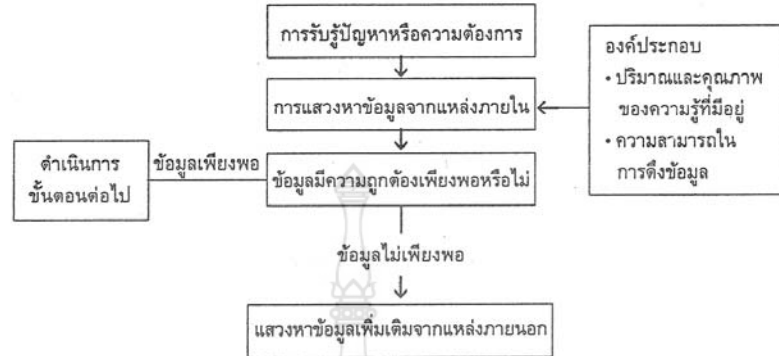 การรับรู้ปัญหาหรือความต้องการ
การแสวงหาข้อมูลจากแหล่งภายใน
องค์ประกอบ
• ปริมาณและคุณภาพ
ของความรู้ที่มีอยู่
• ความสามารถใน
การดึงข้อมูล
ดำเนินการ
ขั้นตอนต่อไป
ข้อมูลเพียงพอ
ข้อมูลมีความถูกต้องเพียงพอหรือไม่
ข้อมูลไม่เพียงพอ
แสวงหาข้อมูลเพิ่มเติมจากแหล่งภายนอก